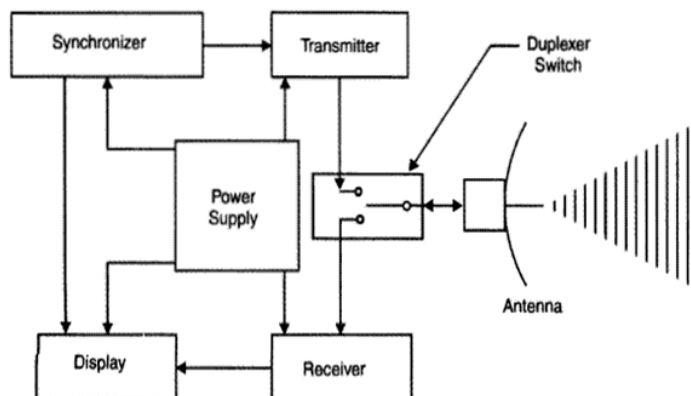 Synchronizer
Transmitter
Duplexer
Switch
Power
Supply
Antenna
Display
Receiver